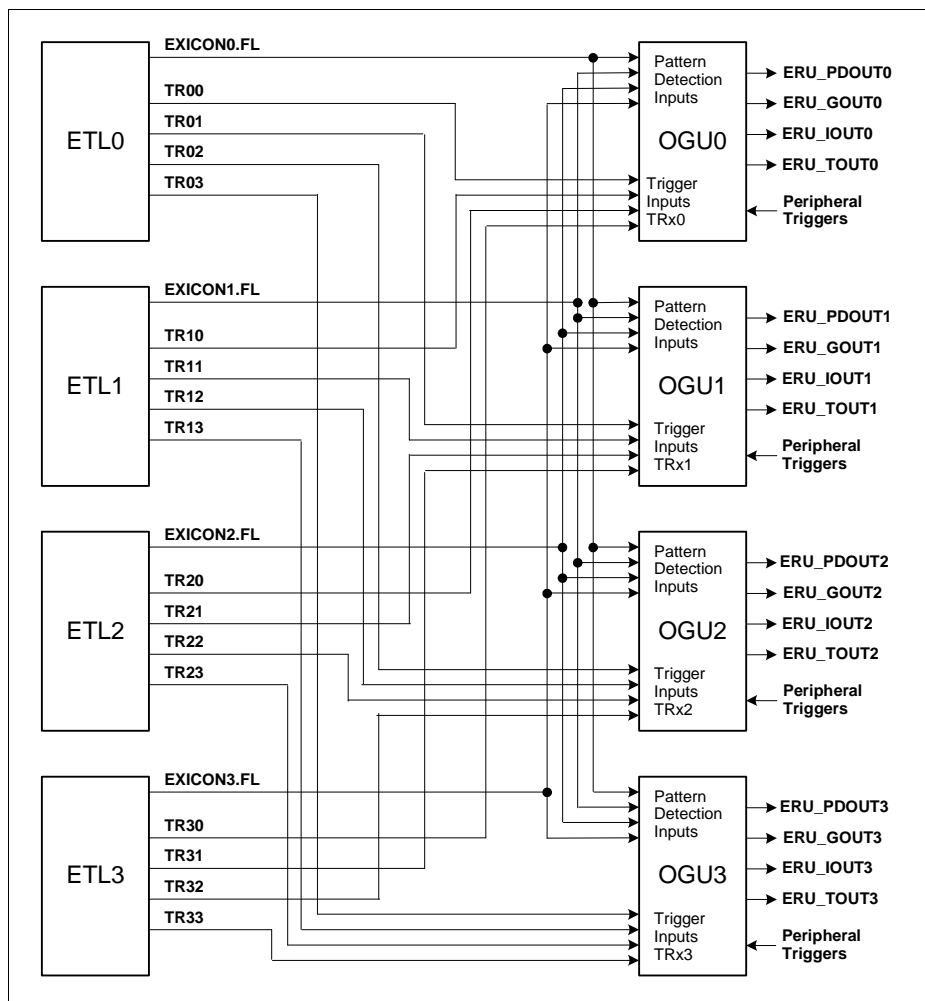 EXICON0.FL
TR00
TR01
TR02
TR03
ETL0
Pattern
Detection
Inputs
OGU0
Trigger
Inputs
TRx0
ERU_PDOUT0
ERU_GOUT0
ERU_IOUT0
ERU_TOUT0
Peripheral
Triggers
EXICON1.FL
TR10
TR11
TR12
TR13
ETL1
Pattern
Detection
Inputs
OGU1
Trigger
Inputs
TRx1
ERU_PDOUT1
ERU_GOUT1
ERU_IOUT1
ERU_TOUT1
Peripheral
Triggers
EXICON2.FL
TR20
TR21
TR22
TR23
ETL2
Pattern
Detection
Inputs
OGU2
Trigger
Inputs
TRx2
ERU_PDOUT2
ERU_GOUT2
ERU_IOUT2
ERU_TOUT2
Peripheral
Triggers
EXICON3.FL
TR30
TR31
TR32
TR33
ETL3
Pattern
Detection
Inputs
OGU3
Trigger
Inputs
TRx3
ERU_PDOUT3
ERU_GOUT3
ERU_IOUT3
ERU_TOUT3
Peripheral
Triggers